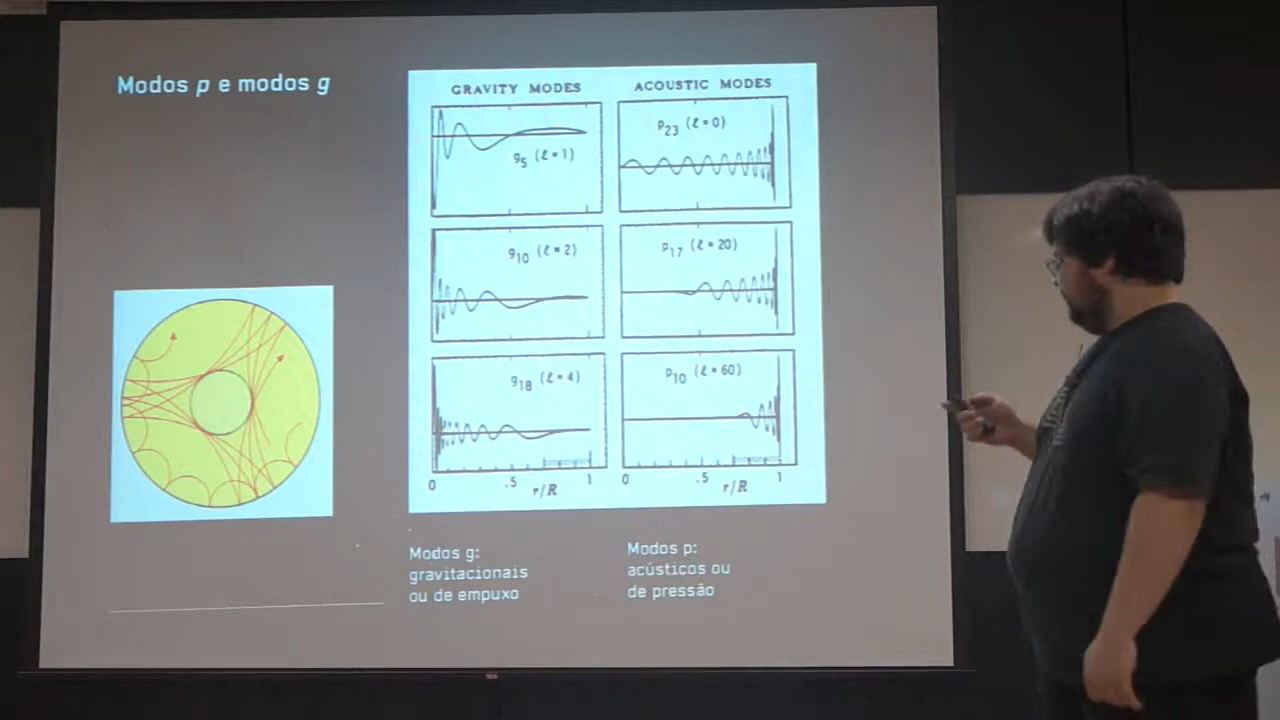 Modos p e modos g
GRAVITY MODES
ACOUSTIC MODES
g5 (ℓ=1)
p23 (ℓ=0)
g10 (ℓ=2)
p17 (ℓ=20)
g18 (ℓ=4)
p10 (ℓ=60)
0 .5 1
r/R
0 .5 1
r/R
Modos g:
gravitacionais
ou de empuxo
Modos p:
acústicos ou
de pressão